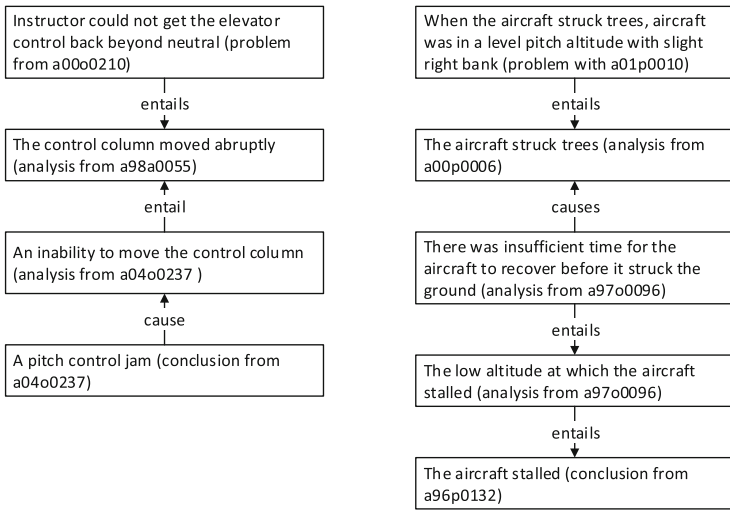 Instructor could not get the elevator
control back beyond neutral (problem
from a00o0210)
entails
The control column moved abruptly
(analysis from a98a0055)
entail
An inability to move the control column
(analysis from a04o0237 )
cause
A pitch control jam (conclusion from
a04o0237)
When the aircraft struck trees, aircraft
was in a level pitch altitude with slight
right bank (problem with a01p0010)
entails
The aircraft struck trees (analysis from
a00p0006)
causes
There was insufficient time for the
aircraft to recover before it struck the
ground (analysis from a97o0096)
entails
The low altitude at which the aircraft
stalled (analysis from a97o0096)
entails
The aircraft stalled (conclusion from
a96p0132)